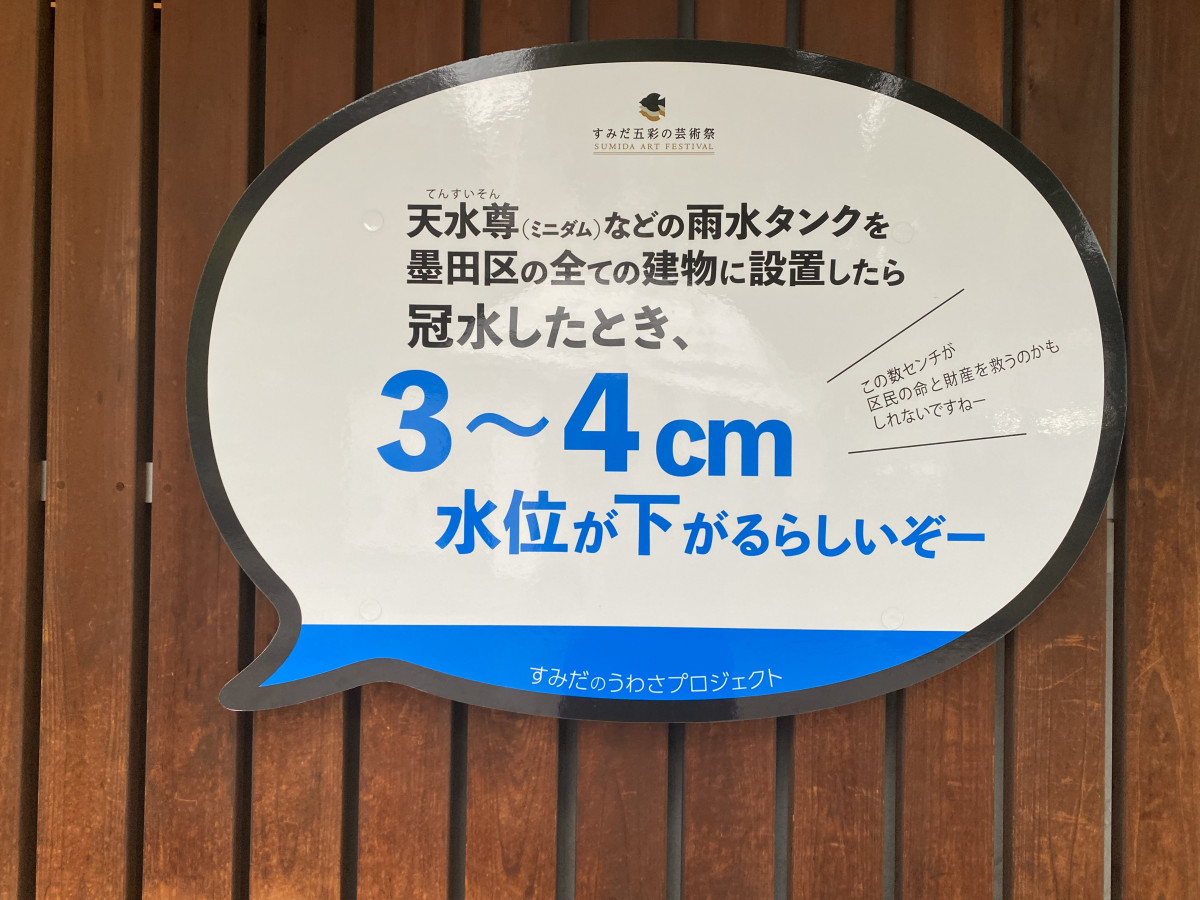 すみだ五彩の芸術祭
SUMIDA ART FESTIVAL
てんすいそん
天水尊(ミニダム)などの雨水タンクを
墨田区の全ての建物に設置したら
冠水したとき、
3〜4cm
水位が下がるらしいぞー
この数センチが
区民の命と財産を救うのかも
しれないですねー
すみだのうわさプロジェクト